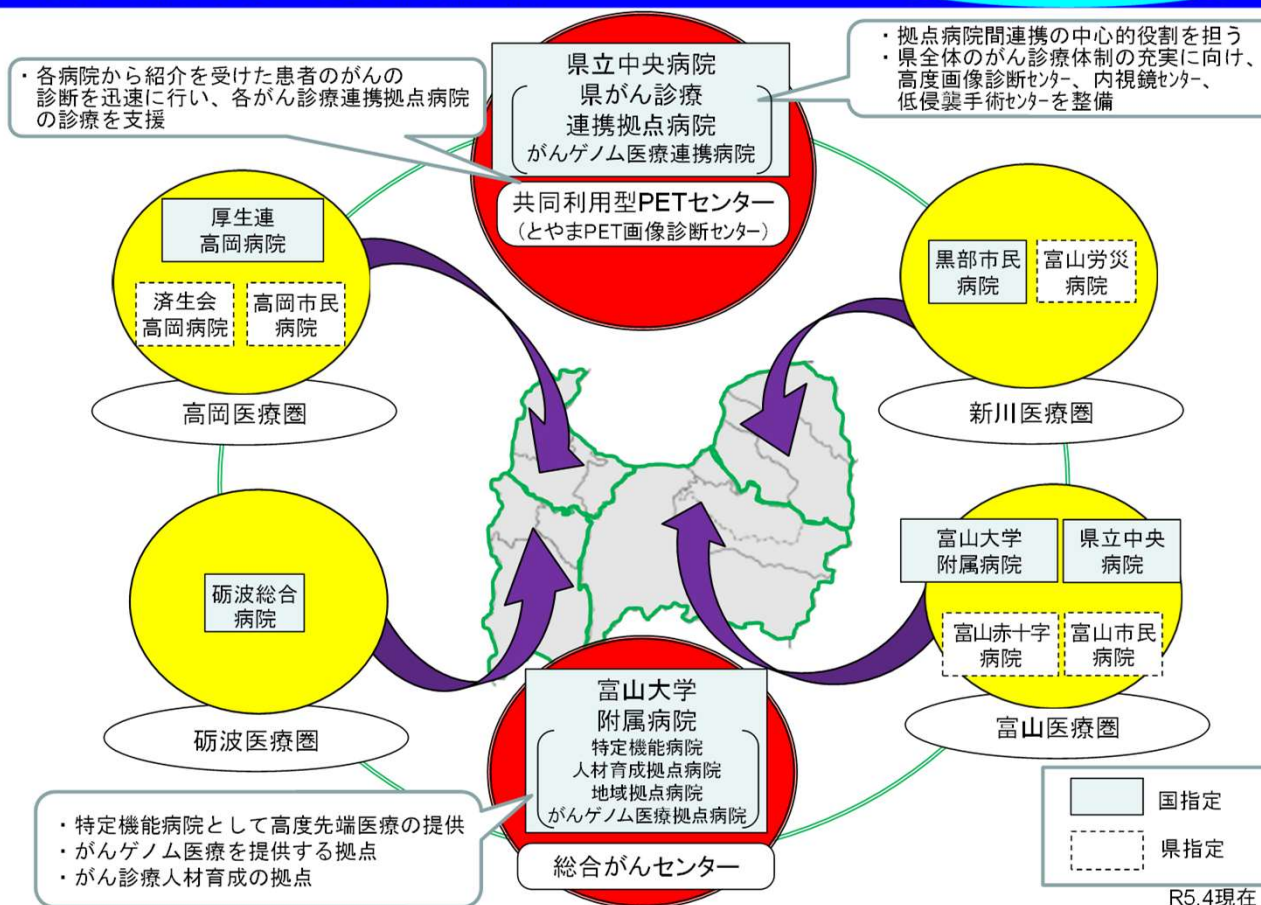 ・各病院から紹介を受けた患者のがんの
診断を迅速に行い、各がん診療連携拠点病院
の診療を支援
県立中央病院
県がん診療
連携拠点病院
がんゲノム医療連携病院
共同利用型PETセンター
(とやまPET画像診断センター)
・拠点病院間連携の中心的役割を担う
・県全体のがん診療体制の充実に向け、
高度画像診断センター、内視鏡センター、
低侵襲手術センターを整備
厚生連
高岡病院
済生会
高岡病院
高岡市民
病院
高岡医療圏
黒部市民
病院
富山労災
病院
新川医療圏
砺波総合
病院
砺波医療圏
富山大学
附属病院
県立中央
病院
富山赤十字
病院
富山市民
病院
富山医療圏
富山大学
附属病院
特定機能病院
人材育成拠点病院
地域拠点病院
がんゲノム医療拠点病院
総合がんセンター
・特定機能病院として高度先端医療の提供
・がんゲノム医療を提供する拠点
・がん診療人材育成の拠点
国指定
県指定
R5.4現在